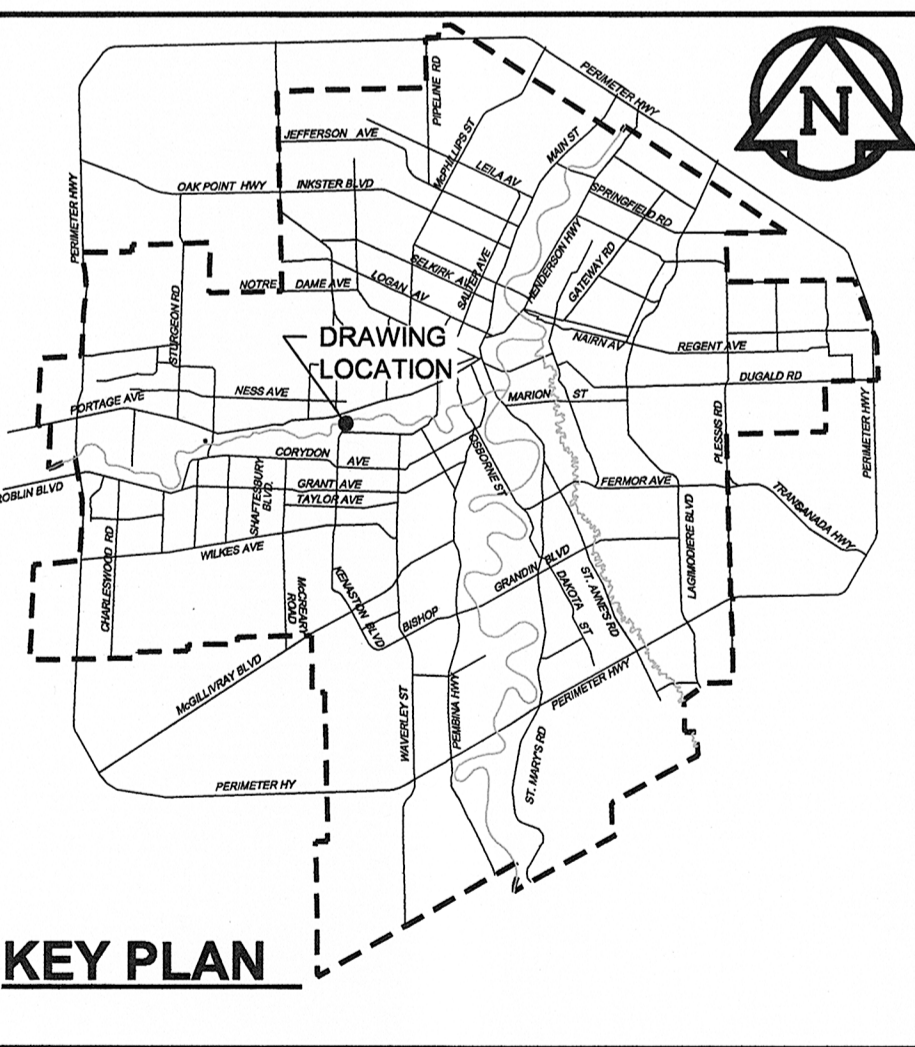 PERIMETER HWY
N
PIPELINE RD
JEFFERSON AVE
McPHILLIPS ST
MAIN ST
LEILA AV
OAK POINT HWY
INKSTER BLVD
SPRINGFIELD RD
PERIMETER HWY
HENDERSON HWY
GATEWAY RD
SELKIRK AVE
SALTER AVE
NOTRE DAME AVE
LOGAN AV
STURGEON RD
DRAWING
LOCATION
NAIRN AV
REGENT AVE
DUGALD RD
NESS AVE
PORTAGE AVE
MARION ST
PLESSIS RD
PERIMETER HWY
CORYDON AVE
OSBORNE ST
ROBLIN BLVD
GRANT AVE
SHAFTESBURY
BLVD.
TAYLOR AVE
FERMOR AVE
TRANSCANADA HWY
LAGIMODIERE BLVD
CHARLESWOOD RD
WILKES AVE
KENASTON BLVD
McCREARY
ROAD
BISHOP GRANDIN BLVD
DAKOTA ST
ST. ANNE'S RD
McGILLIVRAY BLVD
WAVERLEY ST
PEMBINA HWY
PERIMETER HWY
ST. MARY'S RD
PERIMETER HY
KEY PLAN